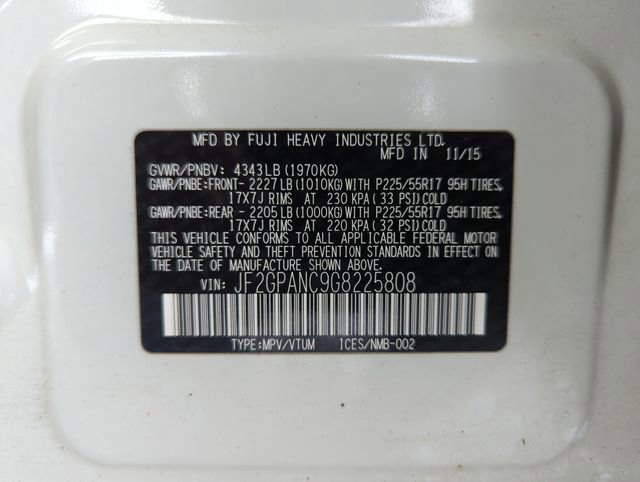 MFD BY FUJI HEAVY INDUSTRIES LTD.
MFD IN 11/15
GVWR/PNBV: 4343LB(1970KG)
GAWR/PNBE:FRONT-2227LB(1010KG)WITH P225/55R17 95H TIRES,
17X7J RIMS AT 230 KPA(33 PSI)COLD
GAWR/PNBE:REAR -2205LB(1000KG)WITH P225/55R17 95H TIRES,
17X7J RIMS AT 220 KPA(32 PSI)COLD
THIS VEHICLE CONFORMS TO ALL APPLICABLE FEDERAL MOTOR
VEHICLE SAFETY AND THEFT PREVENTION STANDARDS IN EFFECT
ON THE DATE OF MANUFACTURE SHOWN ABOVE.
VIN: JF2GPANC9G8225808
TYPE:MPV/VTUM ICES/NMB-002